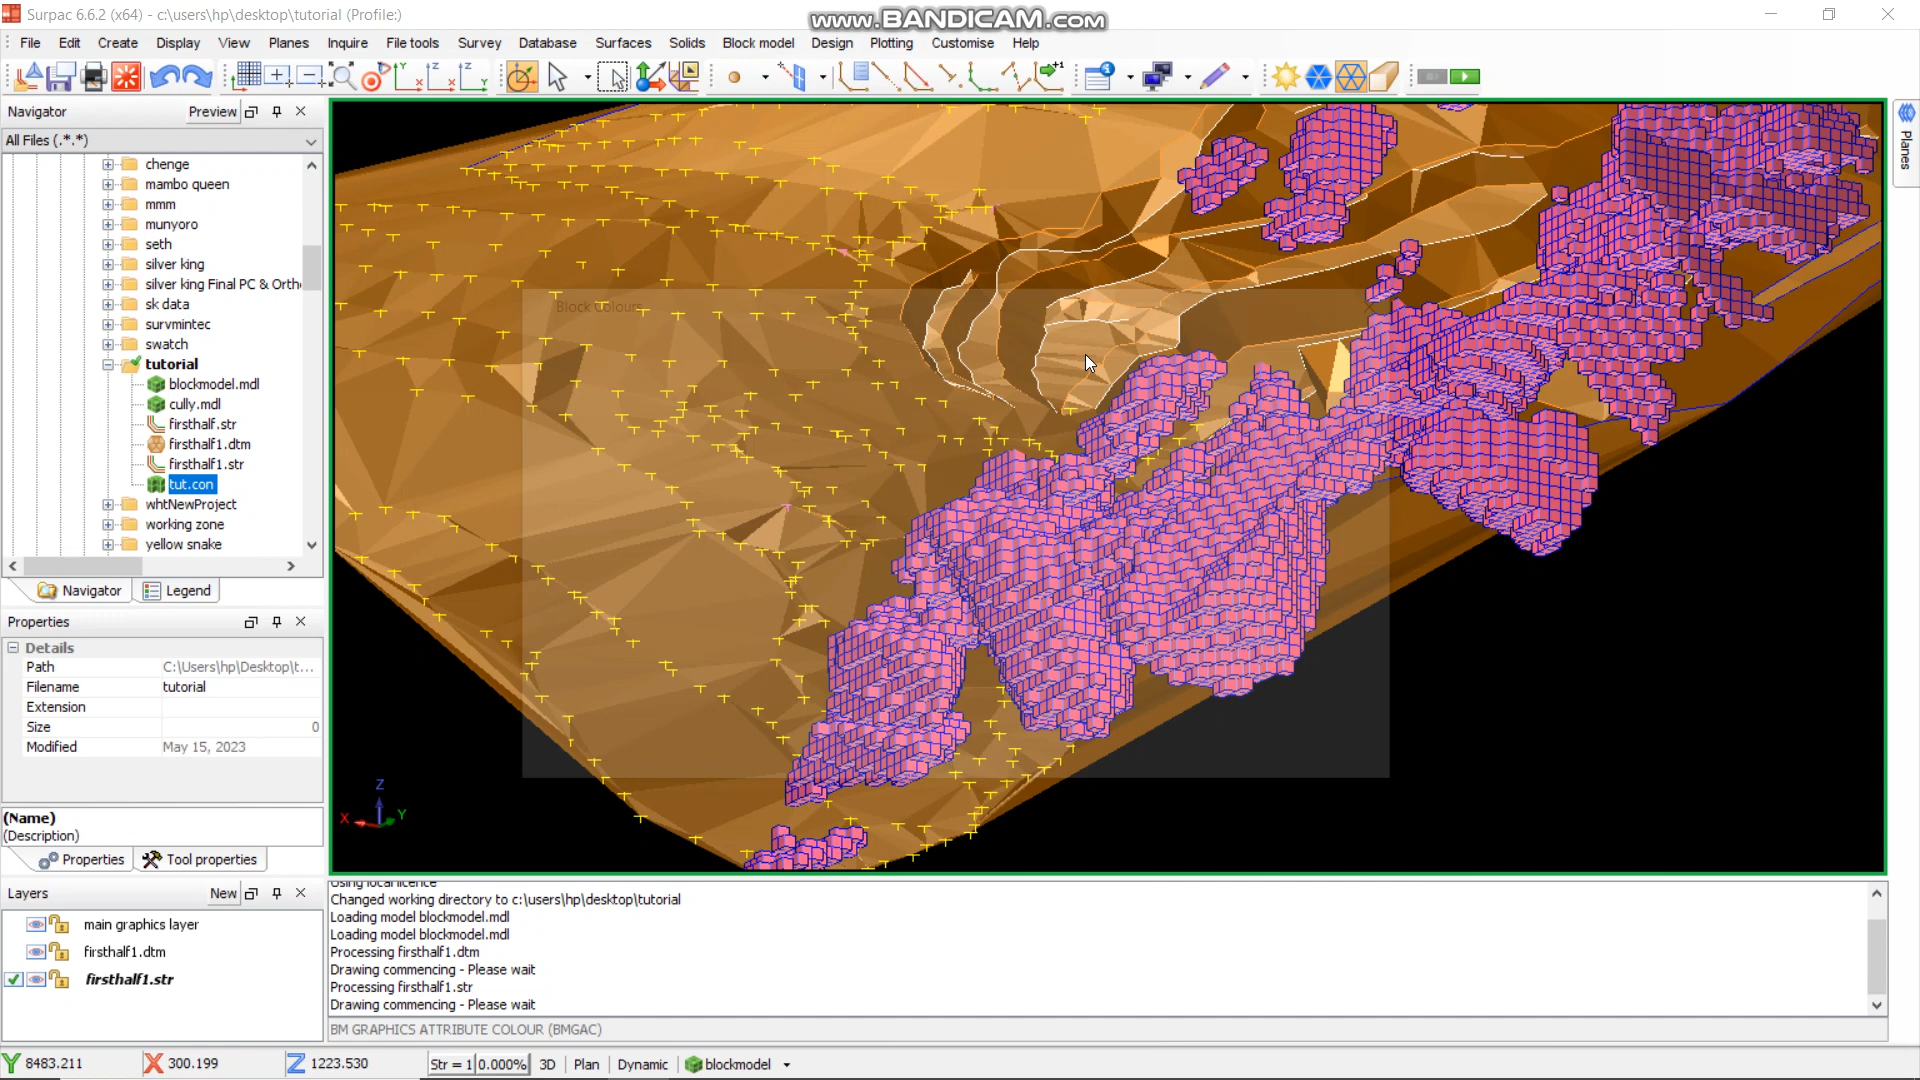 Surpac 6.6.2 (x64) - c:\users\hp\desktop\tutorial (Profile:)
www.BANDICAM.com
File Edit Create Display View Planes Inquire File tools Survey Database Surfaces Solids Block model Design Plotting Customise Help
Navigator Preview
All Files (.*.*)
chenge
mambo queen
mmm
munyoro
seth
silver king
silver king Final PC & Orth
sk data
survmintec
swatch
tutorial
blockmodel.mdl
cully.mdl
firsthalf.str
firsthalf1.dtm
firsthalf1.str
tut.con
whtNewProject
working zone
yellow snake
Navigator Legend
Properties
Details
Path C:\Users\hp\Desktop\t...
Filename tutorial
Extension
Size 0
Modified May 15, 2023
(Name)
(Description)
Properties Tool properties
Layers New
main graphics layer
firsthalf1.dtm
firsthalf1.str
Block Colours
Z
X Y
Planes
Using local licence
Changed working directory to c:\users\hp\desktop\tutorial
Loading model blockmodel.mdl
Loading model blockmodel.mdl
Processing firsthalf1.dtm
Drawing commencing - Please wait
Processing firsthalf1.str
Drawing commencing - Please wait
BM GRAPHICS ATTRIBUTE COLOUR (BMGAC)
Y 8483.211 X 300.199 Z 1223.530 Str = 1 0.000% 3D Plan Dynamic blockmodel